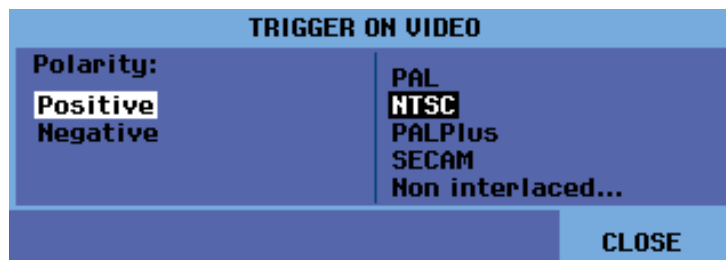 TRIGGER ON VIDEO
Polarity:
Positive
Negative
PAL
NTSC
PALPlus
SECAM
Non interlaced...
CLOSE